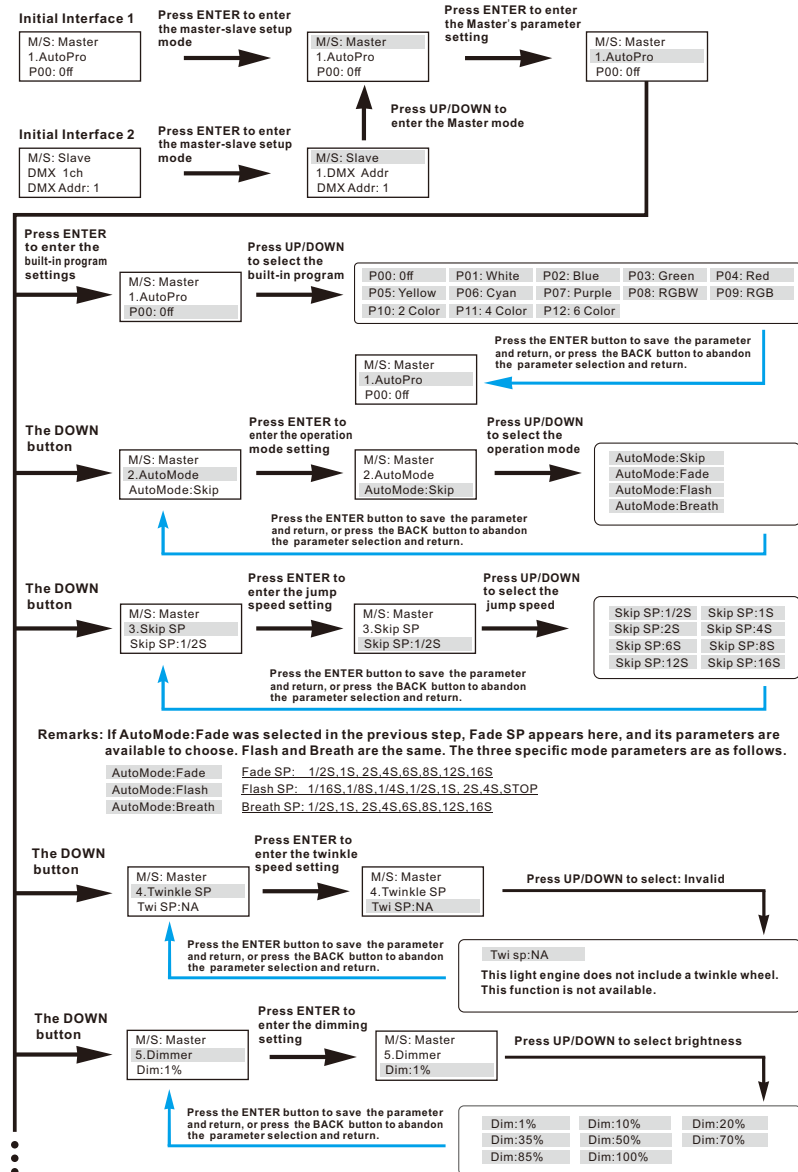 Initial Interface 1
M/S: Master
1.AutoPro
P00: Off
Press ENTER to enter
the master-slave setup
mode
M/S: Master
1.AutoPro
P00: Off
Press ENTER to enter
the Master's parameter
setting
M/S: Master
1.AutoPro
P00: Off
Press UP/DOWN to
enter the Master mode
Initial Interface 2
M/S: Slave
DMX 1ch
DMX Addr: 1
Press ENTER to enter
the master-slave setup
mode
M/S: Slave
1.DMX Addr
DMX Addr: 1
Press ENTER
to enter the
built-in program
settings
M/S: Master
1.AutoPro
P00: Off
Press UP/DOWN
to select the
built-in program
P00: Off P01: White P02: Blue P03: Green P04: Red
P05: Yellow P06: Cyan P07: Purple P08: RGBW P09: RGB
P10: 2 Color P11: 4 Color P12: 6 Color
Press the ENTER button to save the parameter
and return, or press the BACK button to abandon
the parameter selection and return.
M/S: Master
1.AutoPro
P00: Off
The DOWN
button
M/S: Master
2.AutoMode
AutoMode:Skip
Press ENTER to
enter the operation
mode setting
M/S: Master
2.AutoMode
AutoMode:Skip
Press UP/DOWN
to select the
operation mode
AutoMode:Skip
AutoMode:Fade
AutoMode:Flash
AutoMode:Breath
Press the ENTER button to save the parameter
and return, or press the BACK button to abandon
the parameter selection and return.
The DOWN
button
M/S: Master
3.Skip SP
Skip SP:1/2S
Press ENTER to
enter the jump
speed setting
M/S: Master
3.Skip SP
Skip SP:1/2S
Press UP/DOWN
to select the
jump speed
Skip SP:1/2S Skip SP:1S
Skip SP:2S Skip SP:4S
Skip SP:6S Skip SP:8S
Skip SP:12S Skip SP:16S
Press the ENTER button to save the parameter
and return, or press the BACK button to abandon
the parameter selection and return.
Remarks: If AutoMode:Fade was selected in the previous step, Fade SP appears here, and its parameters are
available to choose. Flash and Breath are the same. The three specific mode parameters are as follows.
AutoMode:Fade Fade SP: 1/2S,1S, 2S,4S,6S,8S,12S,16S
AutoMode:Flash Flash SP: 1/16S,1/8S,1/4S,1/2S,1S, 2S,4S,STOP
AutoMode:Breath Breath SP: 1/2S,1S, 2S,4S,6S,8S,12S,16S
The DOWN
button
M/S: Master
4.Twinkle SP
Twi SP:NA
Press ENTER to
enter the twinkle
speed setting
M/S: Master
4.Twinkle SP
Twi SP:NA
Press UP/DOWN to select: Invalid
Twi sp:NA
This light engine does not include a twinkle wheel.
This function is not available.
Press the ENTER button to save the parameter
and return, or press the BACK button to abandon
the parameter selection and return.
The DOWN
button
M/S: Master
5.Dimmer
Dim:1%
Press ENTER to
enter the dimming
setting
M/S: Master
5.Dimmer
Dim:1%
Press UP/DOWN to select brightness
Dim:1% Dim:10% Dim:20%
Dim:35% Dim:50% Dim:70%
Dim:85% Dim:100%
Press the ENTER button to save the parameter
and return, or press the BACK button to abandon
the parameter selection and return.